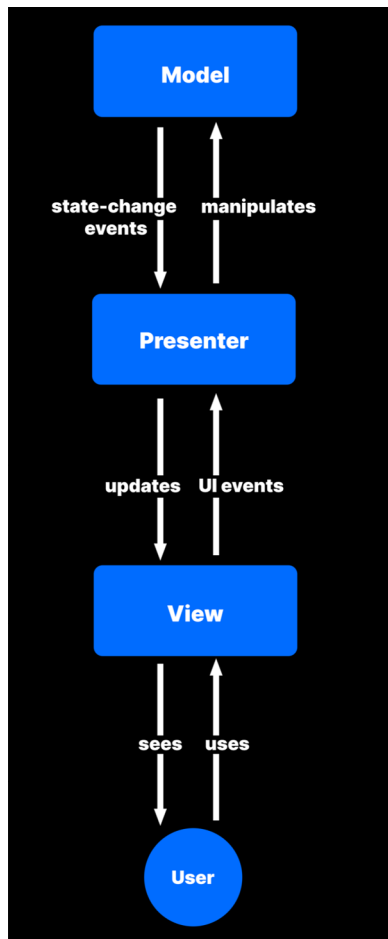 Model
state-change
events
manipulates
Presenter
updates
UI events
View
sees
uses
User